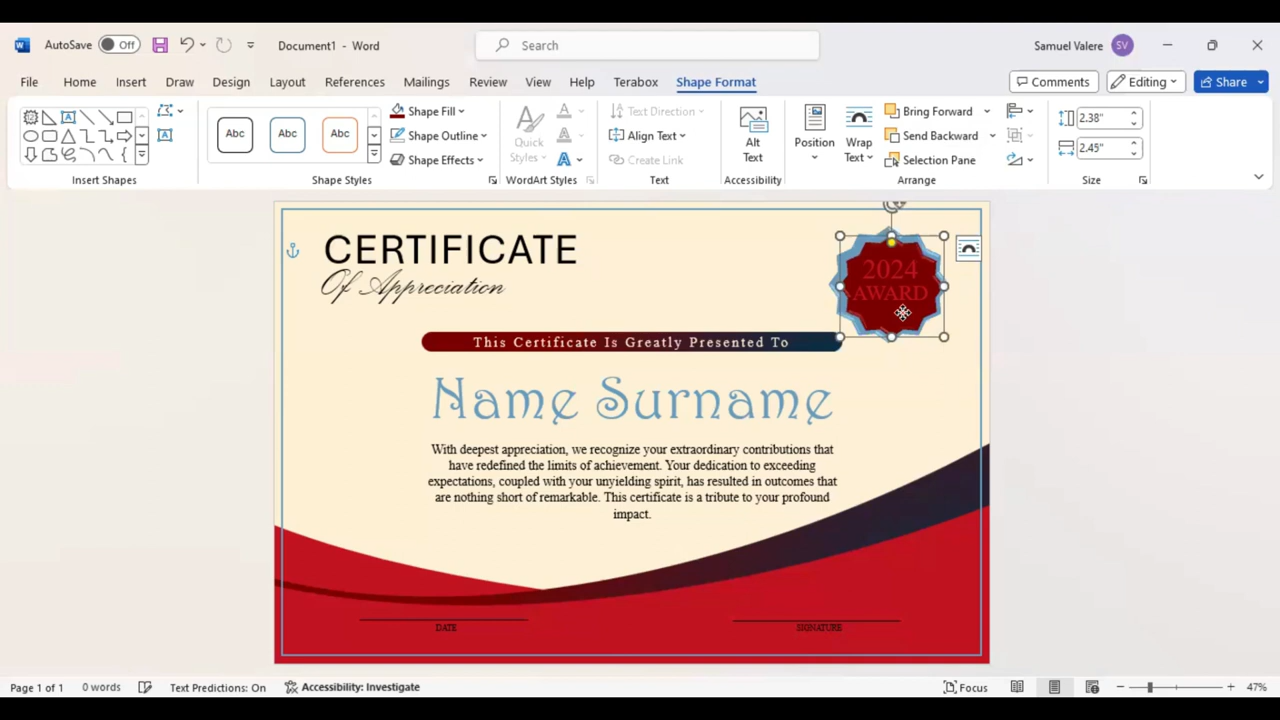 AutoSave Off Document1 - Word Search Samuel Valere SV
File Home Insert Draw Design Layout References Mailings Review View Help Terabox Shape Format Comments Editing Share
Abc Abc Abc
Shape Fill
Shape Outline
Shape Effects
Quick
Styles
Text Direction
Align Text
Create Link
Alt
Text
Position
Wrap
Text
Bring Forward
Send Backward
Selection Pane
2.38"
2.45"
Insert Shapes Shape Styles WordArt Styles Text Accessibility Arrange Size
CERTIFICATE
Of Appreciation
2024
AWARD
This Certificate Is Greatly Presented To
Name Surname
With deepest appreciation, we recognize your extraordinary contributions that
have redefined the limits of achievement. Your dedication to exceeding
expectations, coupled with your unyielding spirit, has resulted in outcomes that
are nothing short of remarkable. This certificate is a tribute to your profound
impact.
DATE SIGNATURE
Page 1 of 1 0 words Text Predictions: On Accessibility: Investigate Focus 47%